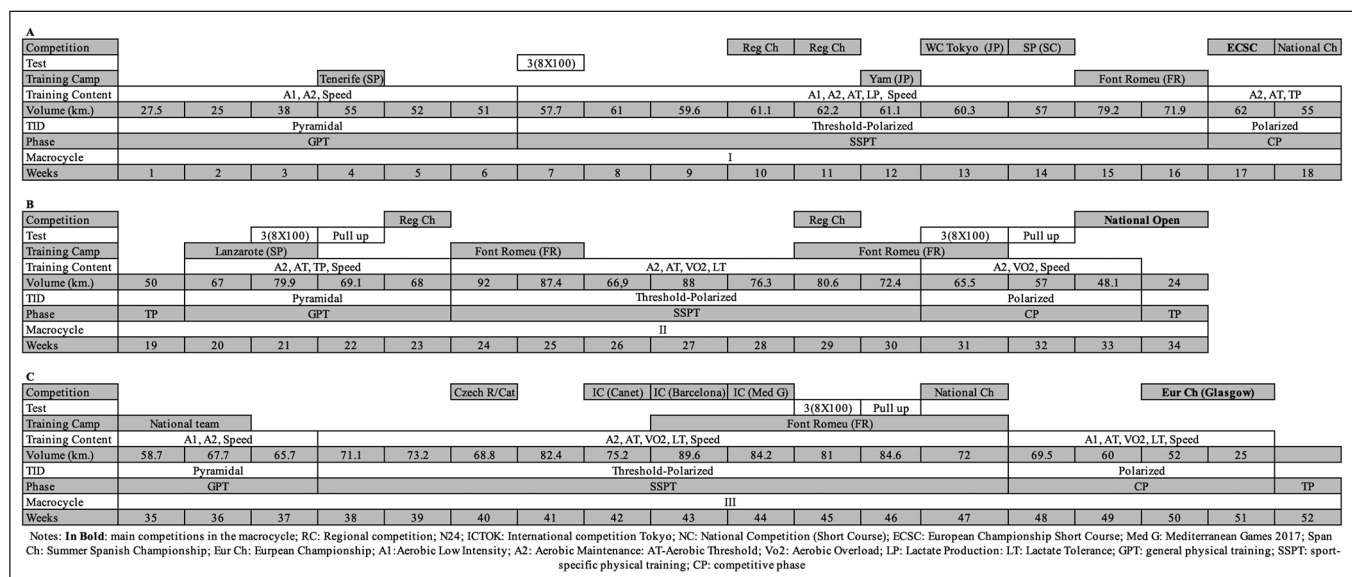 A
Competition Reg Ch Reg Ch WC Tokyo (JP) SP (SC) ECSC National Ch
Test 3(8X100)
Training Camp Tenerife (SP) Yam (JP) Font Romeu (FR)
Training Content A1, A2, Speed A1, A2, AT, LP, Speed A2, AT, TP
Volume (km.) 27.5 25 38 55 52 51 57.7 61 59.6 61.1 62.2 61.1 60.3 57 79.2 71.9 62 55
TID Pyramidal Threshold-Polarized Polarized
Phase GPT SSPT CP
Macrocycle I
Weeks 1 2 3 4 5 6 7 8 9 10 11 12 13 14 15 16 17 18
B
Competition Reg Ch Reg Ch National Open
Test 3(8X100) Pull up 3(8X100) Pull up
Training Camp Lanzarote (SP) Font Romeu (FR) Font Romeu (FR)
Training Content A2, AT, TP, Speed A2, AT, VO2, LT A2, VO2, Speed
Volume (km.) 50 67 79.9 69.1 68 92 87.4 66,9 88 76.3 80.6 72.4 65.5 57 48.1 24
TID Pyramidal Threshold-Polarized Polarized
Phase TP GPT SSPT CP TP
Macrocycle II
Weeks 19 20 21 22 23 24 25 26 27 28 29 30 31 32 33 34
C
Competition Czech R/Cat IC (Canet) IC (Barcelona) IC (Med G) National Ch Eur Ch (Glasgow)
Test 3(8X100) Pull up
Training Camp National team Font Romeu (FR)
Training Content A1, A2, Speed A2, AT, VO2, LT, Speed A1, AT, VO2, LT, Speed
Volume (km.) 58.7 67.7 65.7 71.1 73.2 68.8 82.4 75.2 89.6 84.2 81 84.6 72 69.5 60 52 25
TID Pyramidal Threshold-Polarized Polarized
Phase GPT SSPT CP TP
Macrocycle III
Weeks 35 36 37 38 39 40 41 42 43 44 45 46 47 48 49 50 51 52
Notes: In Bold: main competitions in the macrocycle; RC: Regional competition; N24; ICTOK: International competition Tokyo; NC: National Competition (Short Course); ECSC: European Championship Short Course; Med G: Mediterranean Games 2017; Span
Ch: Summer Spanish Championship; Eur Ch: Eurpean Championship; A1:Aerobic Low Intensity; A2: Aerobic Maintenance: AT-Aerobic Threshold; Vo2: Aerobic Overload; LP: Lactate Production: LT: Lactate Tolerance; GPT: general physical training; SSPT: sport-
specific physical training; CP: competitive phase